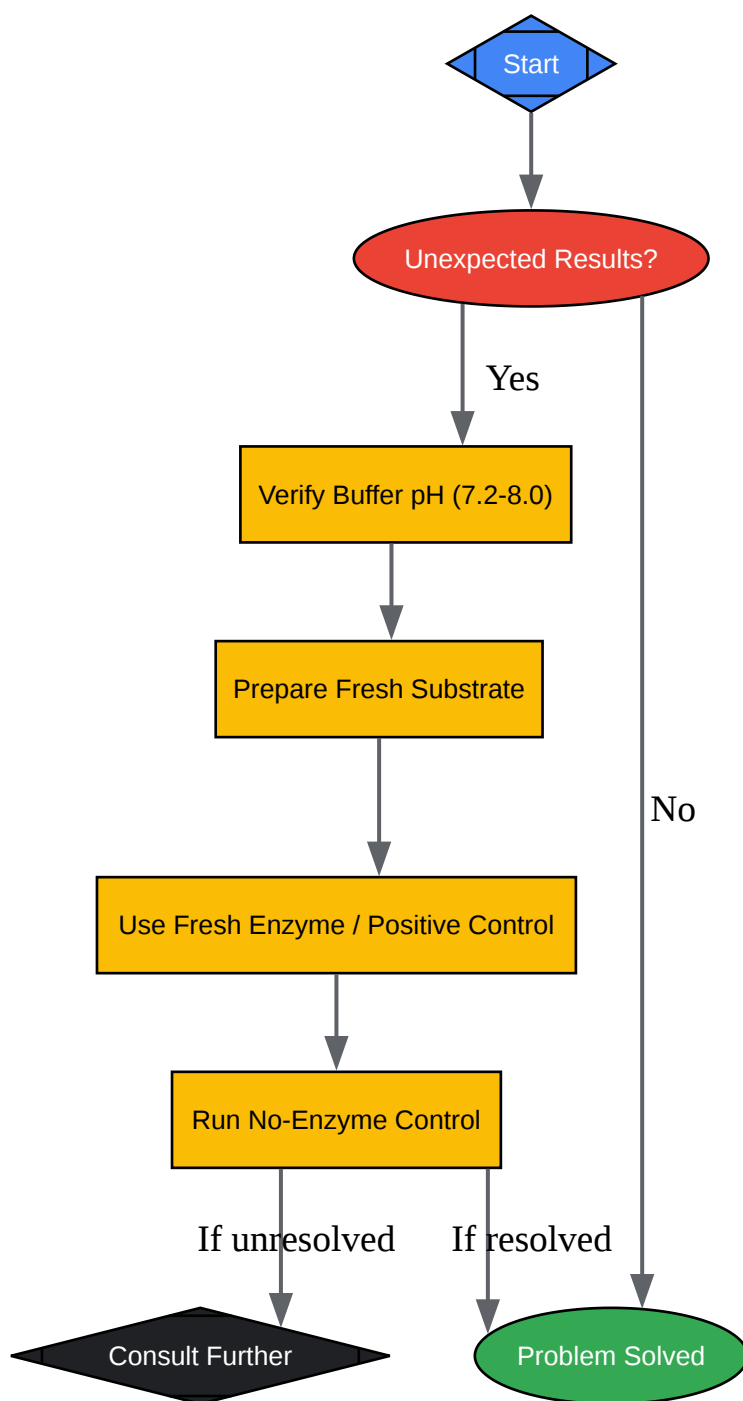 Start
Unexpected Results?
Yes
Verify Buffer pH (7.2-8.0)
Prepare Fresh Substrate
No
Use Fresh Enzyme / Positive Control
Run No-Enzyme Control
If unresolved
If resolved
Consult Further
Problem Solved